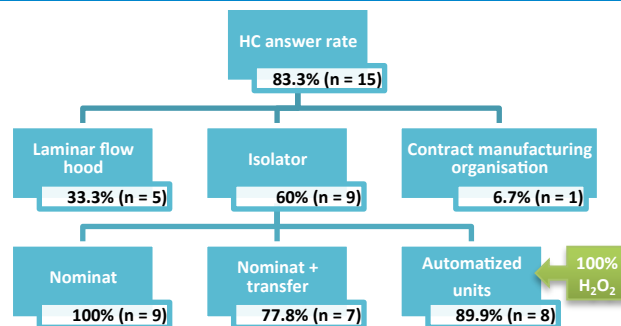 HC answer rate
83.3% (n = 15)
Laminar flow
hood
33.3% (n = 5)
Isolator
60% (n = 9)
Contract manufacturing
organisation
6.7% (n = 1)
Nominat
100% (n = 9)
Nominat +
transfer
77.8% (n = 7)
Automatized
units
89.9% (n = 8)
100%
H₂O₂